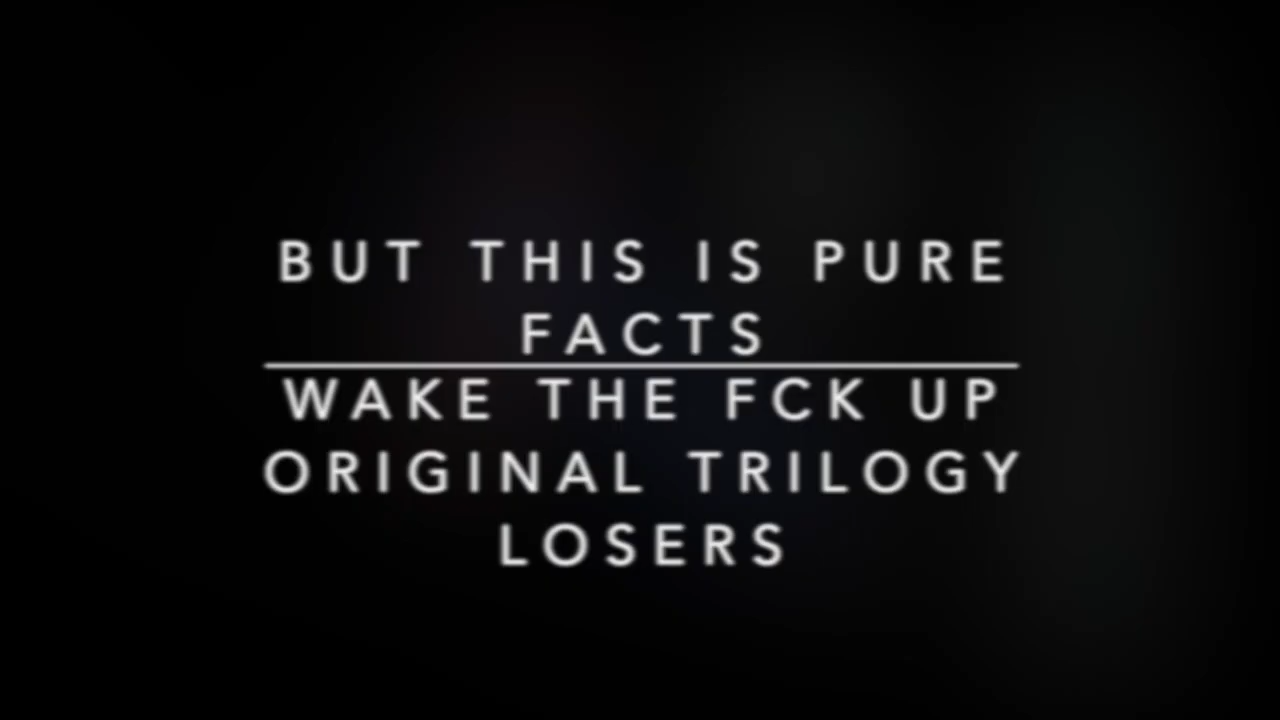 BUT THIS IS PURE
FACTS
WAKE THE FCK UP
ORIGINAL TRILOGY
LOSERS